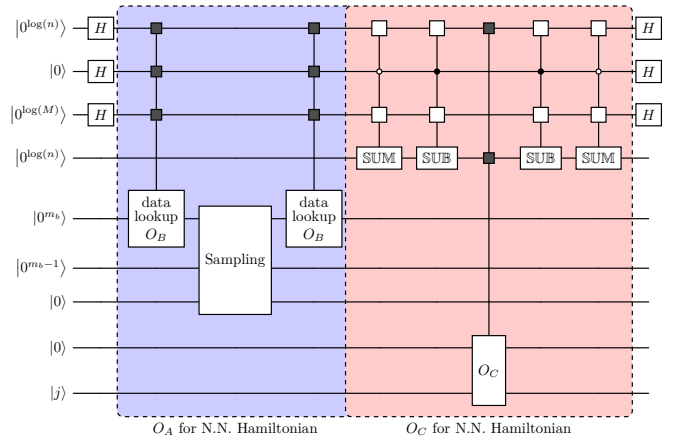 |0^{log(n)}⟩ H H
|0⟩ H H
|0^{log(M)}⟩ H H
|0^{log(n)}⟩ 𝕊𝕌𝕄 𝕊𝕌𝔹 𝕊𝕌𝔹 𝕊𝕌𝕄
data
lookup
O_B
data
lookup
O_B
|0^{m_b}⟩
Sampling
|0^{m_b−1}⟩
|0⟩
|0⟩
O_C
|j⟩
O_A for N.N. Hamiltonian O_C for N.N. Hamiltonian